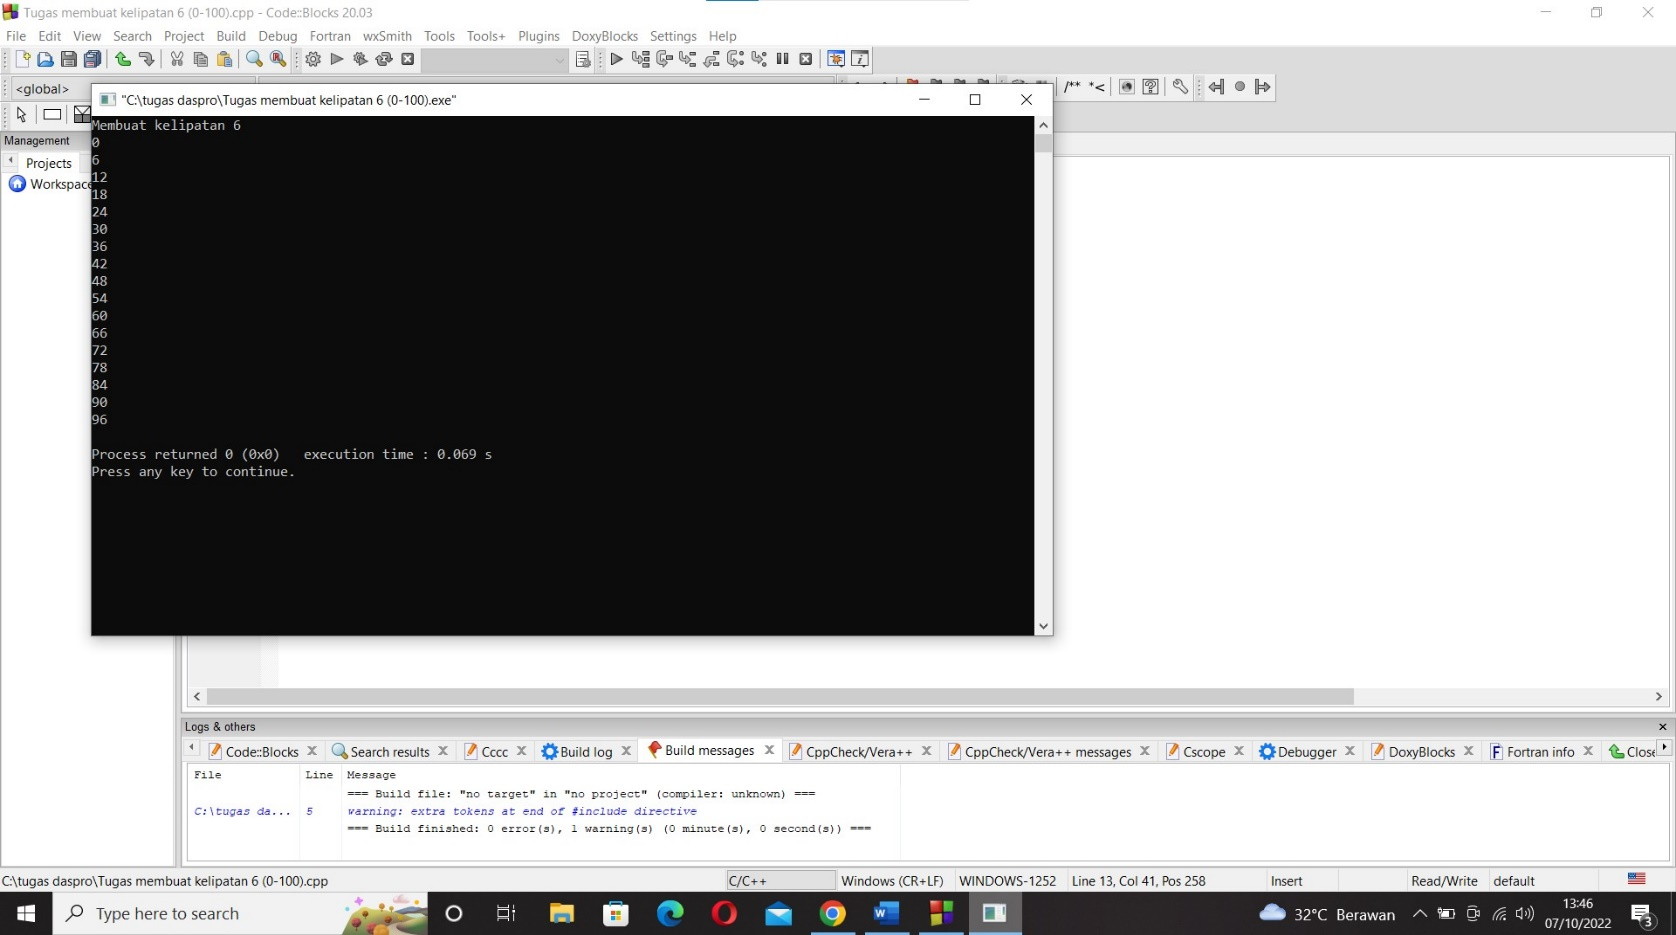 Tugas membuat kelipatan 6 (0-100).cpp - Code::Blocks 20.03
File Edit View Search Project Build Debug Fortran wxSmith Tools Tools+ Plugins DoxyBlocks Settings Help
<global>
/** *<
"C:\tugas daspro\Tugas membuat kelipatan 6 (0-100).exe"
Management
Projects
Workspace
Membuat kelipatan 6
0
6
12
18
24
30
36
42
48
54
60
66
72
78
84
90
96
Process returned 0 (0x0)   execution time : 0.069 s
Press any key to continue.
Logs & others
Code::Blocks Search results Cccc Build log Build messages CppCheck/Vera++ CppCheck/Vera++ messages Cscope Debugger DoxyBlocks Fortran info Close
File Line Message
=== Build file: "no target" in "no project" (compiler: unknown) ===
C:\tugas da... 5 warning: extra tokens at end of #include directive
=== Build finished: 0 error(s), 1 warning(s) (0 minute(s), 0 second(s)) ===
C:\tugas daspro\Tugas membuat kelipatan 6 (0-100).cpp C/C++ Windows (CR+LF) WINDOWS-1252 Line 13, Col 41, Pos 258 Insert Read/Write default
Type here to search
32°C Berawan
13:46
07/10/2022
3